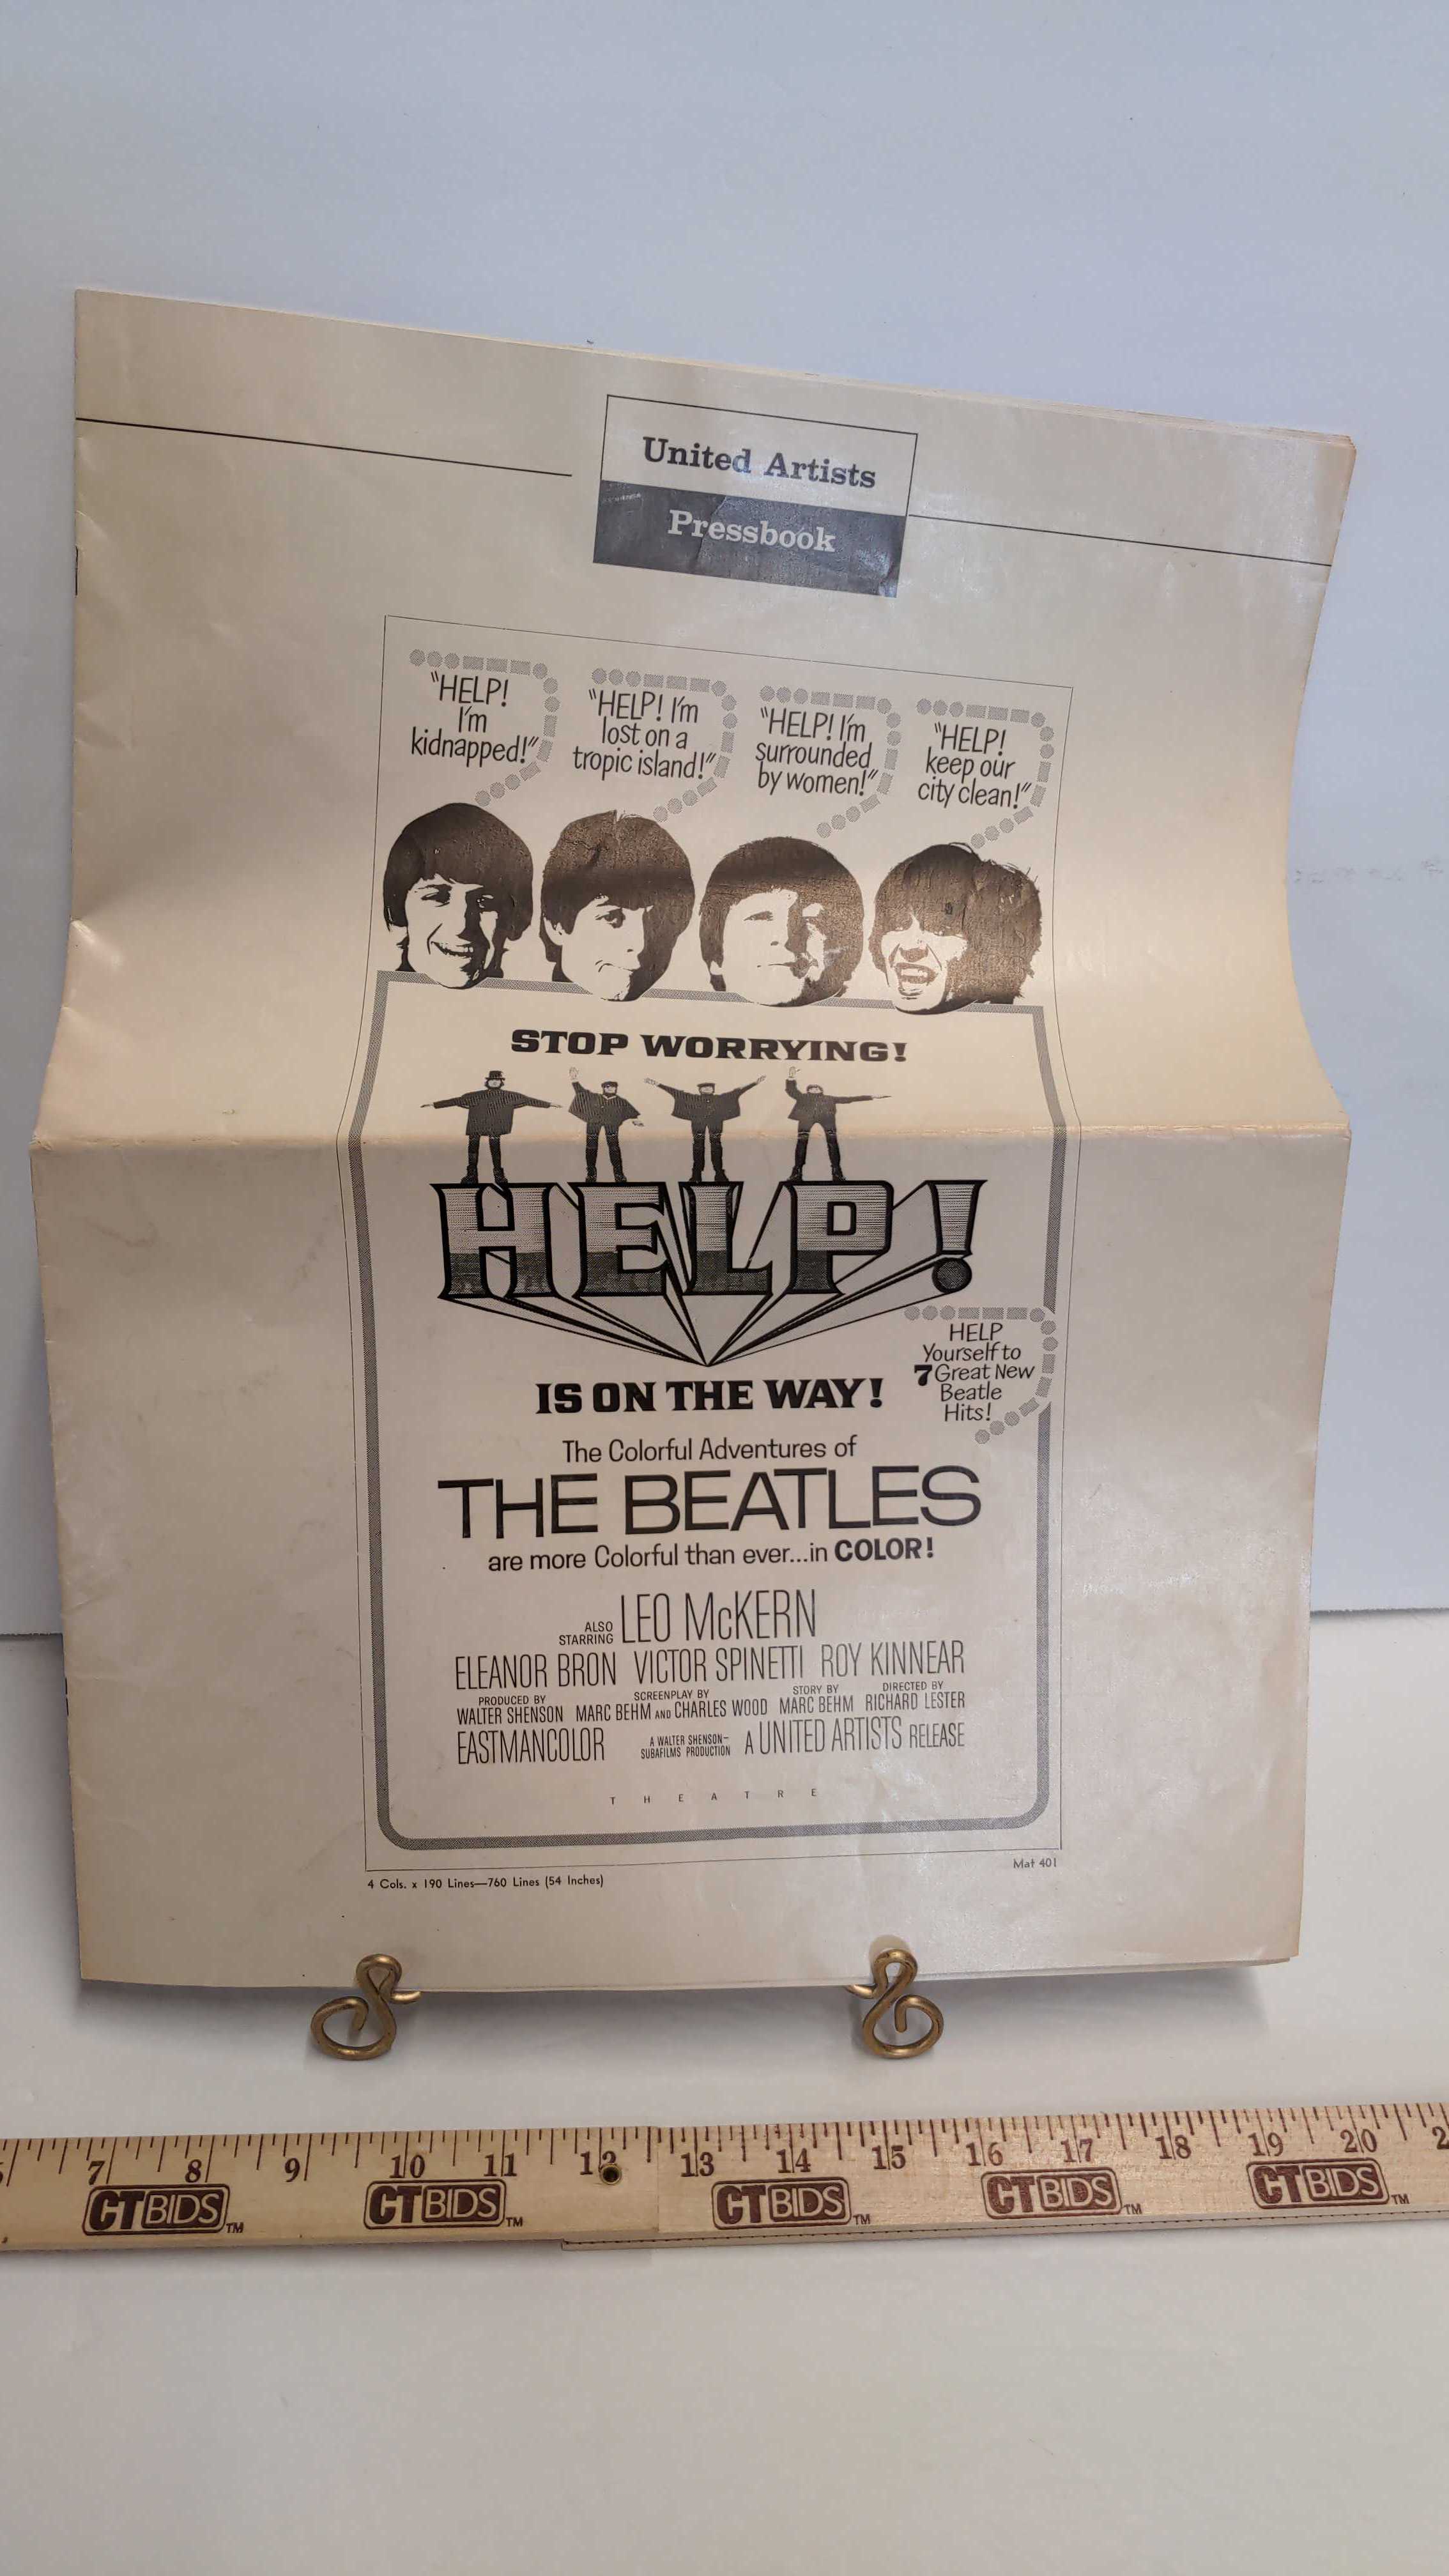 United Artists
Pressbook
"HELP!
I'm
kidnapped!"
"HELP! I'm
lost on a
tropic island!"
"HELP! I'm
surrounded
by women!"
"HELP!
keep our
city clean!"
STOP WORRYING!
HELP!
HELP
Yourself to
7 Great New
Beatle
Hits!
IS ON THE WAY!
The Colorful Adventures of
THE BEATLES
are more Colorful than ever...in COLOR!
ALSO STARRING LEO McKERN
ELEANOR BRON VICTOR SPINETTI ROY KINNEAR
PRODUCED BY SCREENPLAY BY STORY BY DIRECTED BY
WALTER SHENSON MARC BEHM AND CHARLES WOOD MARC BEHM RICHARD LESTER
EASTMANCOLOR A WALTER SHENSON–SUBAFILMS PRODUCTION A UNITED ARTISTS RELEASE
THEATRE
Mat 401
4 Cols. x 190 Lines—760 Lines (54 Inches)
7 8 9 10 11 12 13 14 15 16 17 18 19 20
CTBIDS™ CTBIDS™ CTBIDS™ CTBIDS™ CTBIDS™